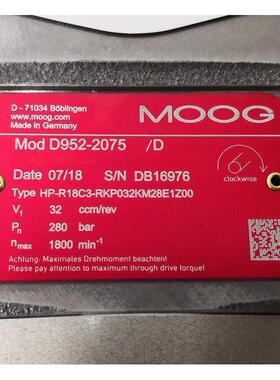 D - 71034 Böblingen
www.moog.com
Made in Germany
MOOG
Mod D952-2075 /D
Date 07/18 S/N DB16976
clockwise
Type HP-R18C3-RKP032KM28E1Z00
V₁ 32 ccm/rev
Pₙ 280 bar
nₘₐₓ 1800 min⁻¹
Achtung: Maximales Drehmoment beachten!
Please pay attention to maximum through drive torque!